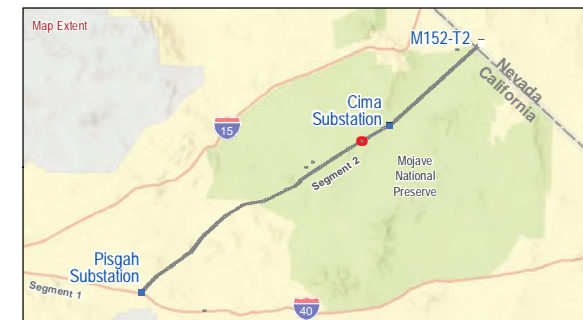 Map Extent
M152-T2
Nevada
California
Cima
Substation
15
Segment 2
Mojave
National
Preserve
Pisgah
Substation
Segment 1
40